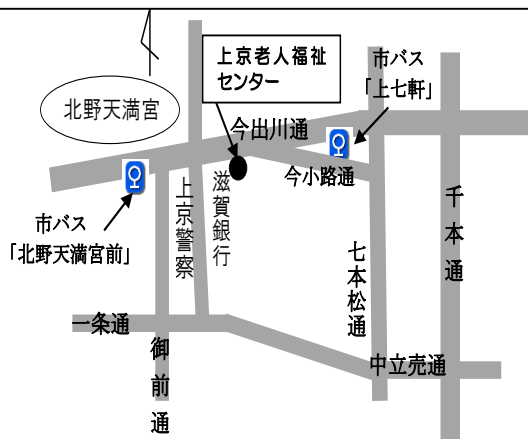 上京老人福祉
センター
市バス
「上七軒」
北野天満宮
今出川通
今小路通
市バス
「北野天満宮前」
上京警察
滋賀銀行
千本通
七本松通
一条通
御前通
中立売通